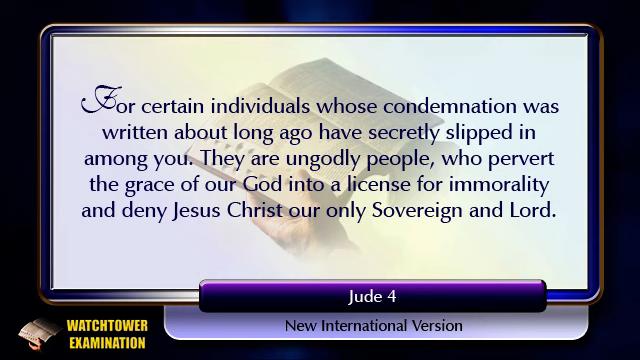 For certain individuals whose condemnation was
written about long ago have secretly slipped in
among you. They are ungodly people, who pervert
the grace of our God into a license for immorality
and deny Jesus Christ our only Sovereign and Lord.
Jude 4
New International Version
WATCHTOWER
EXAMINATION